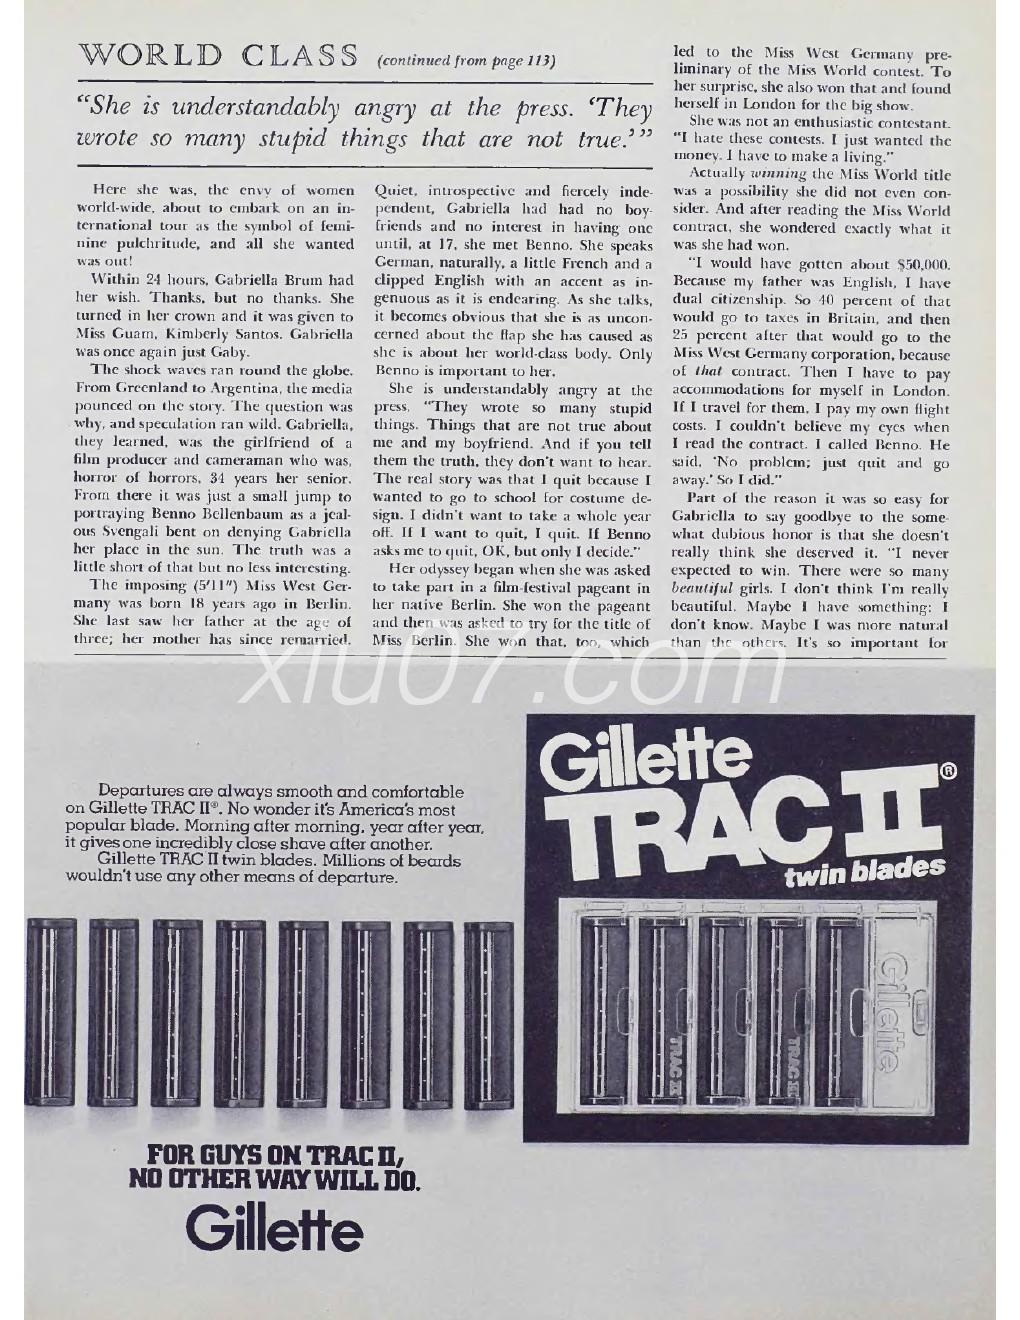 WORLD CLASS (continued from page 113)
“She is understandably angry at the press. ‘They
wrote so many stupid things that are not true.’”
Here she was, the envy of women
world-wide, about to embark on an in-
ternational tour as the symbol of femi-
nine pulchritude, and all she wanted
was out!
Within 24 hours, Gabriella Brum had
her wish. Thanks, but no thanks. She
turned in her crown and it was given to
Miss Guam, Kimberly Santos. Gabriella
was once again just Gaby.
The shock waves ran round the globe.
From Greenland to Argentina, the media
pounced on the story. The question was
why, and speculation ran wild. Gabriella,
they learned, was the girlfriend of a
film producer and cameraman who was,
horror of horrors, 34 years her senior.
From there it was just a small jump to
portraying Benno Bellenbaum as a jeal-
ous Svengali bent on denying Gabriella
her place in the sun. The truth was a
little short of that but no less interesting.
The imposing (5'11") Miss West Ger-
many was born 18 years ago in Berlin.
She last saw her father at the age of
three; her mother has since remarried.
Quiet, introspective and fiercely inde-
pendent, Gabriella had had no boy-
friends and no interest in having one
until, at 17, she met Benno. She speaks
German, naturally, a little French and a
clipped English with an accent as in-
genuous as it is endearing. As she talks,
it becomes obvious that she is as uncon-
cerned about the flap she has caused as
she is about her world-class body. Only
Benno is important to her.
She is understandably angry at the
press. “They wrote so many stupid
things. Things that are not true about
me and my boyfriend. And if you tell
them the truth, they don't want to hear.
The real story was that I quit because I
wanted to go to school for costume de-
sign. I didn't want to take a whole year
off. If I want to quit, I quit. If Benno
asks me to quit, OK, but only I decide.”
Her odyssey began when she was asked
to take part in a film-festival pageant in
her native Berlin. She won the pageant
and then was asked to try for the title of
Miss Berlin. She won that, too, which
led to the Miss West Germany pre-
liminary of the Miss World contest. To
her surprise, she also won that and found
herself in London for the big show.
She was not an enthusiastic contestant.
“I hate these contests. I just wanted the
money. I have to make a living.”
Actually winning the Miss World title
was a possibility she did not even con-
sider. And after reading the Miss World
contract, she wondered exactly what it
was she had won.
“I would have gotten about $50,000.
Because my father was English, I have
dual citizenship. So 40 percent of that
would go to taxes in Britain, and then
25 percent after that would go to the
Miss West Germany corporation, because
of that contract. Then I have to pay
accommodations for myself in London.
If I travel for them, I pay my own flight
costs. I couldn't believe my eyes when
I read the contract. I called Benno. He
said, ‘No problem; just quit and go
away.’ So I did.”
Part of the reason it was so easy for
Gabriella to say goodbye to the some-
what dubious honor is that she doesn't
really think she deserved it. “I never
expected to win. There were so many
beautiful girls. I don't think I'm really
beautiful. Maybe I have something; I
don't know. Maybe I was more natural
than the others. It's so important for
xiu07.com
Departures are always smooth and comfortable
on Gillette TRAC II®. No wonder it's America's most
popular blade. Morning after morning, year after year,
it gives one incredibly close shave after another.
Gillette TRAC II twin blades. Millions of beards
wouldn't use any other means of departure.
FOR GUYS ON TRAC II,
NO OTHER WAY WILL DO.
Gillette
Gillette
TRAC II®
twin blades
TRAC II
TRAC II
Gillette